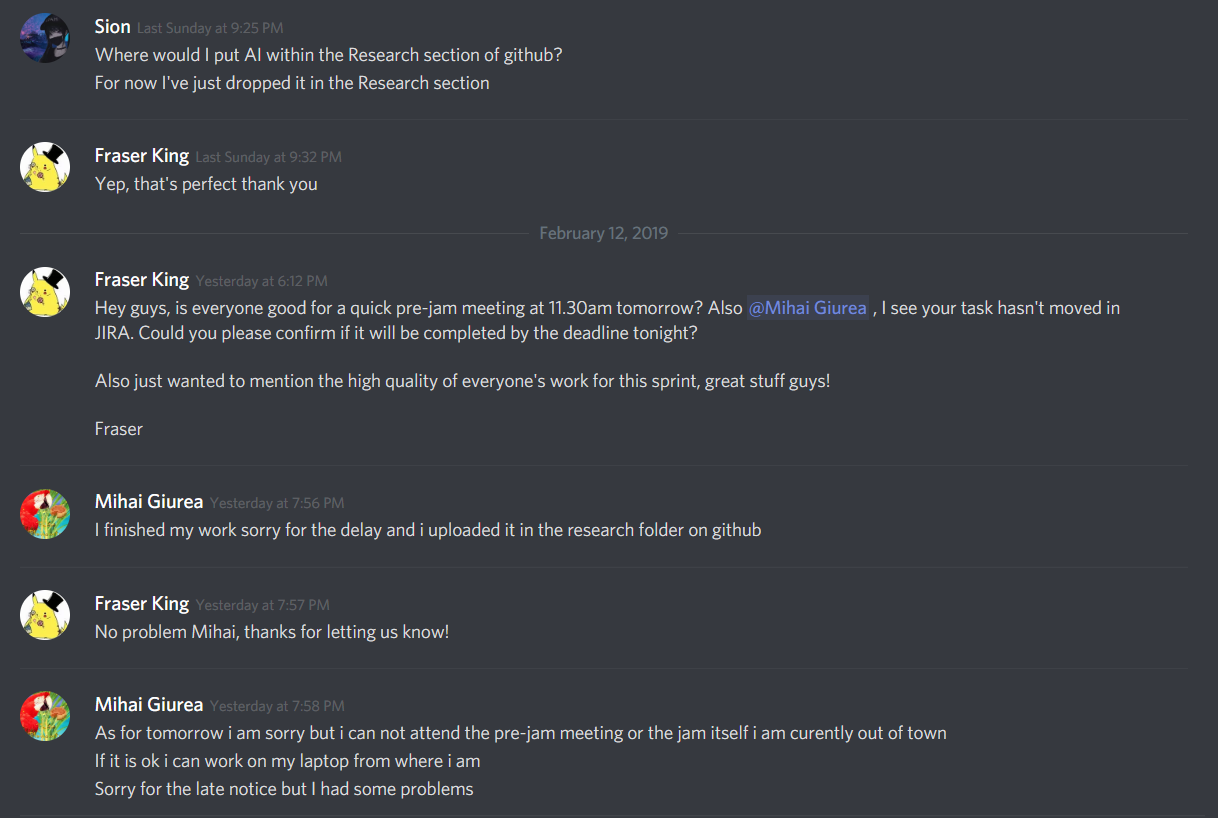 Sion Last Sunday at 9:25 PM
Where would I put AI within the Research section of github?
For now I've just dropped it in the Research section
Fraser King Last Sunday at 9:32 PM
Yep, that's perfect thank you
February 12, 2019
Fraser King Yesterday at 6:12 PM
Hey guys, is everyone good for a quick pre-jam meeting at 11.30am tomorrow? Also @Mihai Giurea , I see your task hasn't moved in
JIRA. Could you please confirm if it will be completed by the deadline tonight?
Also just wanted to mention the high quality of everyone's work for this sprint, great stuff guys!
Fraser
Mihai Giurea Yesterday at 7:56 PM
I finished my work sorry for the delay and i uploaded it in the research folder on github
Fraser King Yesterday at 7:57 PM
No problem Mihai, thanks for letting us know!
Mihai Giurea Yesterday at 7:58 PM
As for tomorrow i am sorry but i can not attend the pre-jam meeting or the jam itself i am curently out of town
If it is ok i can work on my laptop from where i am
Sorry for the late notice but I had some problems